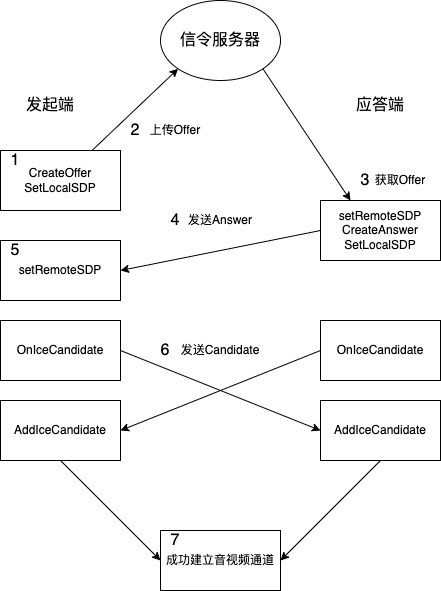 信令服务器
发起端
应答端
2 上传Offer
1
CreateOffer
SetLocalSDP
3 获取Offer
setRemoteSDP
CreateAnswer
SetLocalSDP
4 发送Answer
5
setRemoteSDP
OnIceCandidate
6 发送Candidate
OnIceCandidate
AddIceCandidate
AddIceCandidate
7
成功建立音视频通道